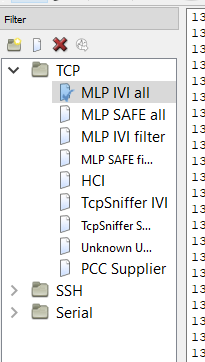 Filter
TCP
MLP IVI all
MLP SAFE all
MLP IVI filter
MLP SAFE fi...
HCI
TcpSniffer IVI
TcpSniffer S...
Unknown U...
PCC Supplier
SSH
Serial